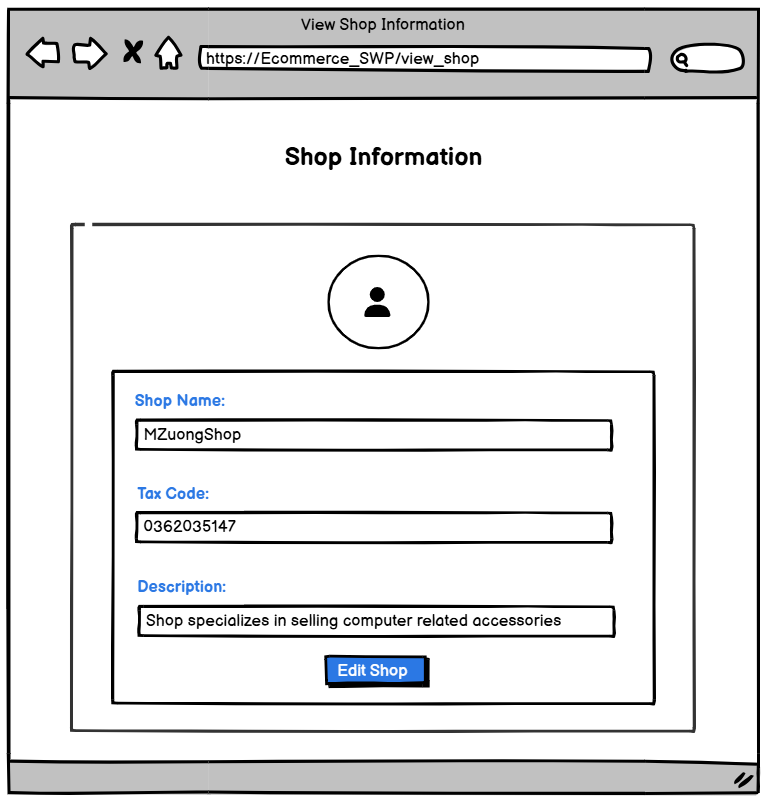 View Shop Information
https://Ecommerce_SWP/view_shop
Shop Information
Shop Name:
MZuongShop
Tax Code:
0362035147
Description:
Shop specializes in selling computer related accessories
Edit Shop